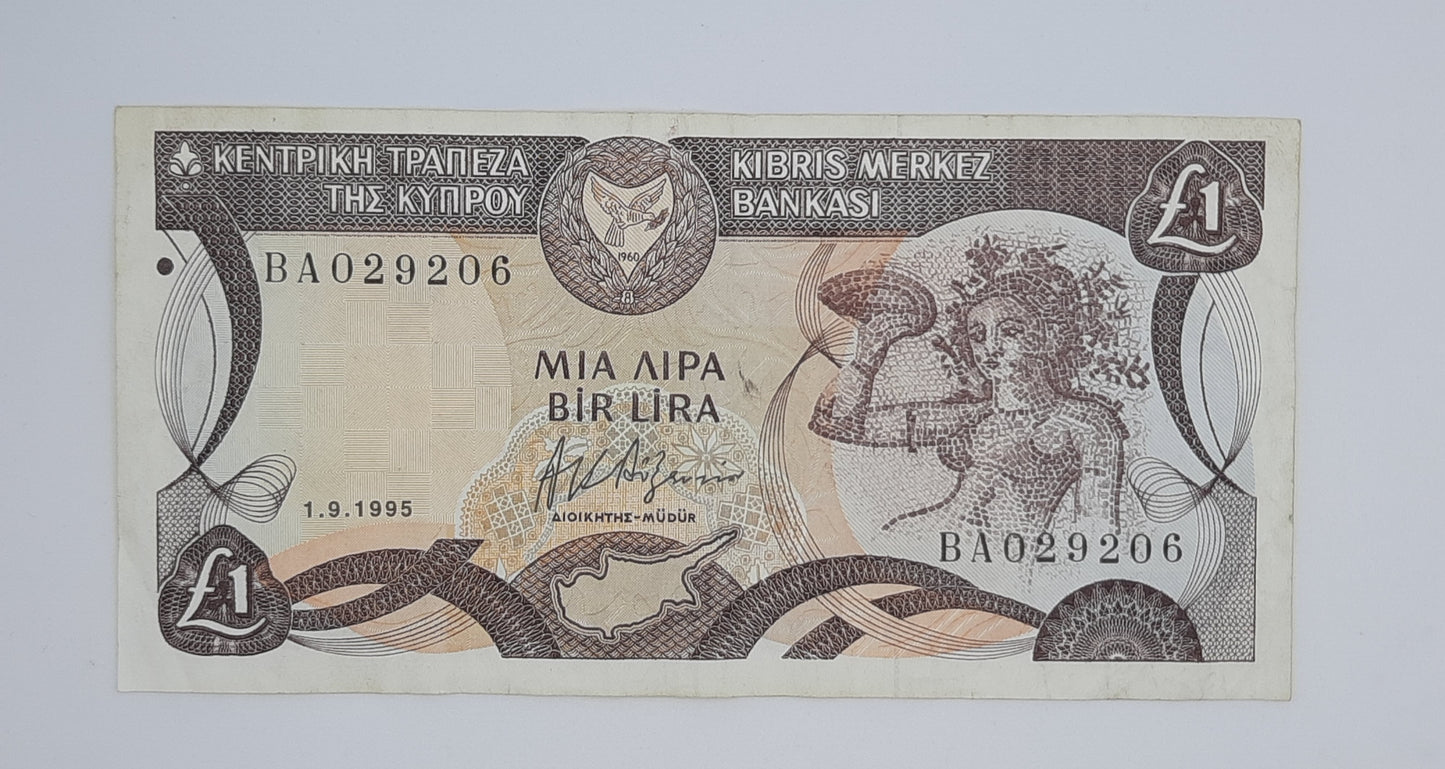 ΚΕΝΤΡΙΚΗ ΤΡΑΠΕΖΑ
ΤΗΣ ΚΥΠΡΟΥ
KIBRIS MERKEZ
BANKASI
£1
BA029206
1960
ΜΙΑ ΛΙΡΑ
BİR LİRA
ΔΙΟΙΚΗΤΗΣ-MÜDÜR
1.9.1995
BA029206
£1